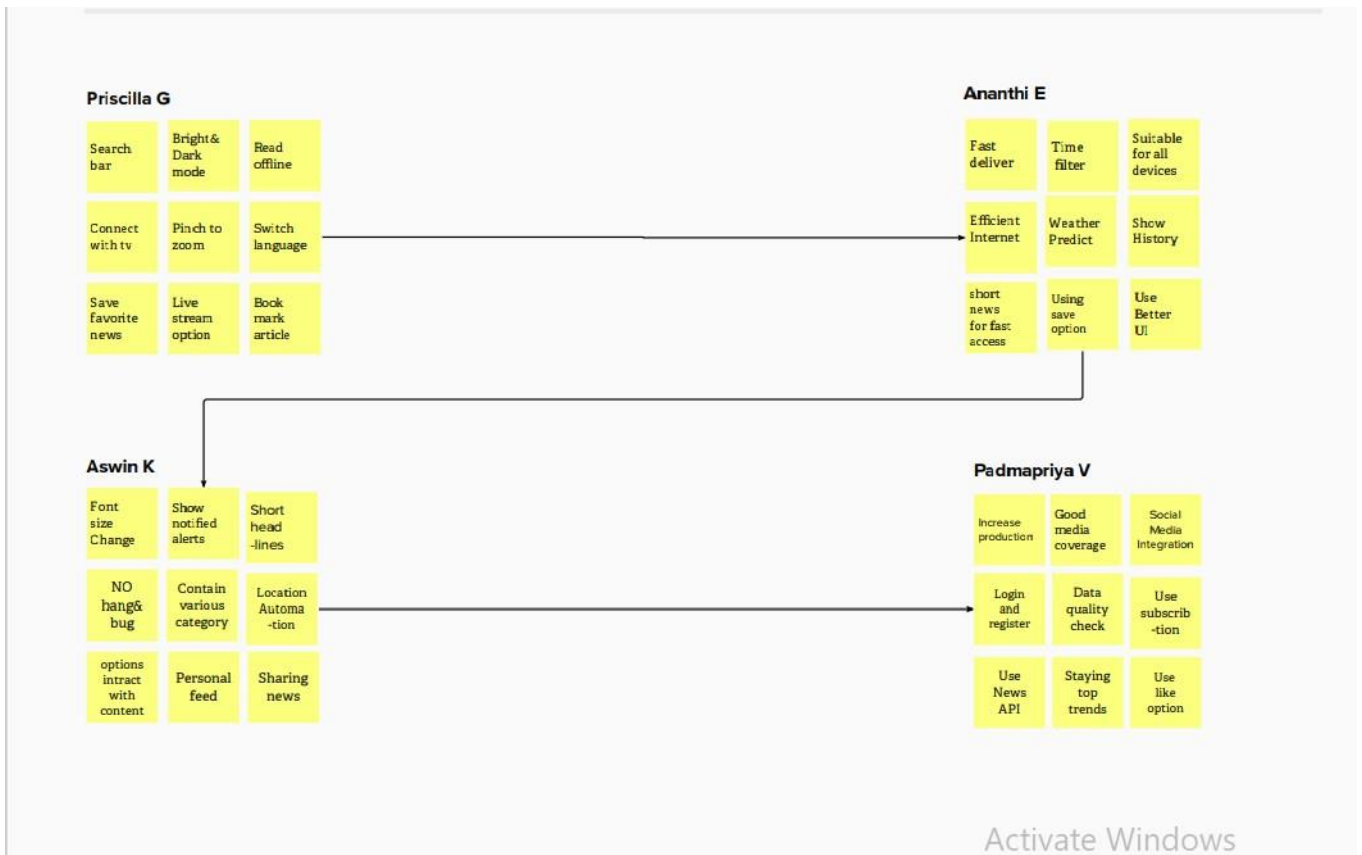 Priscilla G
Search
bar
Bright&
Dark
mode
Read
offline
Connect
with tv
Pinch to
zoom
Switch
language
Save
favorite
news
Live
stream
option
Book
mark
article
Ananthi E
Fast
deliver
Time
filter
Suitable
for all
devices
Efficient
Internet
Weather
Predict
Show
History
short
news
for fast
access
Using
save
option
Use
Better
UI
Aswin K
Font
size
Change
Show
notified
alerts
Short
head
-lines
NO
hang&
bug
Contain
various
category
Location
Automa
-tion
options
intract
with
content
Personal
feed
Sharing
news
Padmapriya V
Increase
production
Good
media
coverage
Social
Media
Integration
Login
and
register
Data
quality
check
Use
subscrib
-tion
Use
News
API
Staying
top
trends
Use
like
option
Activate Windows